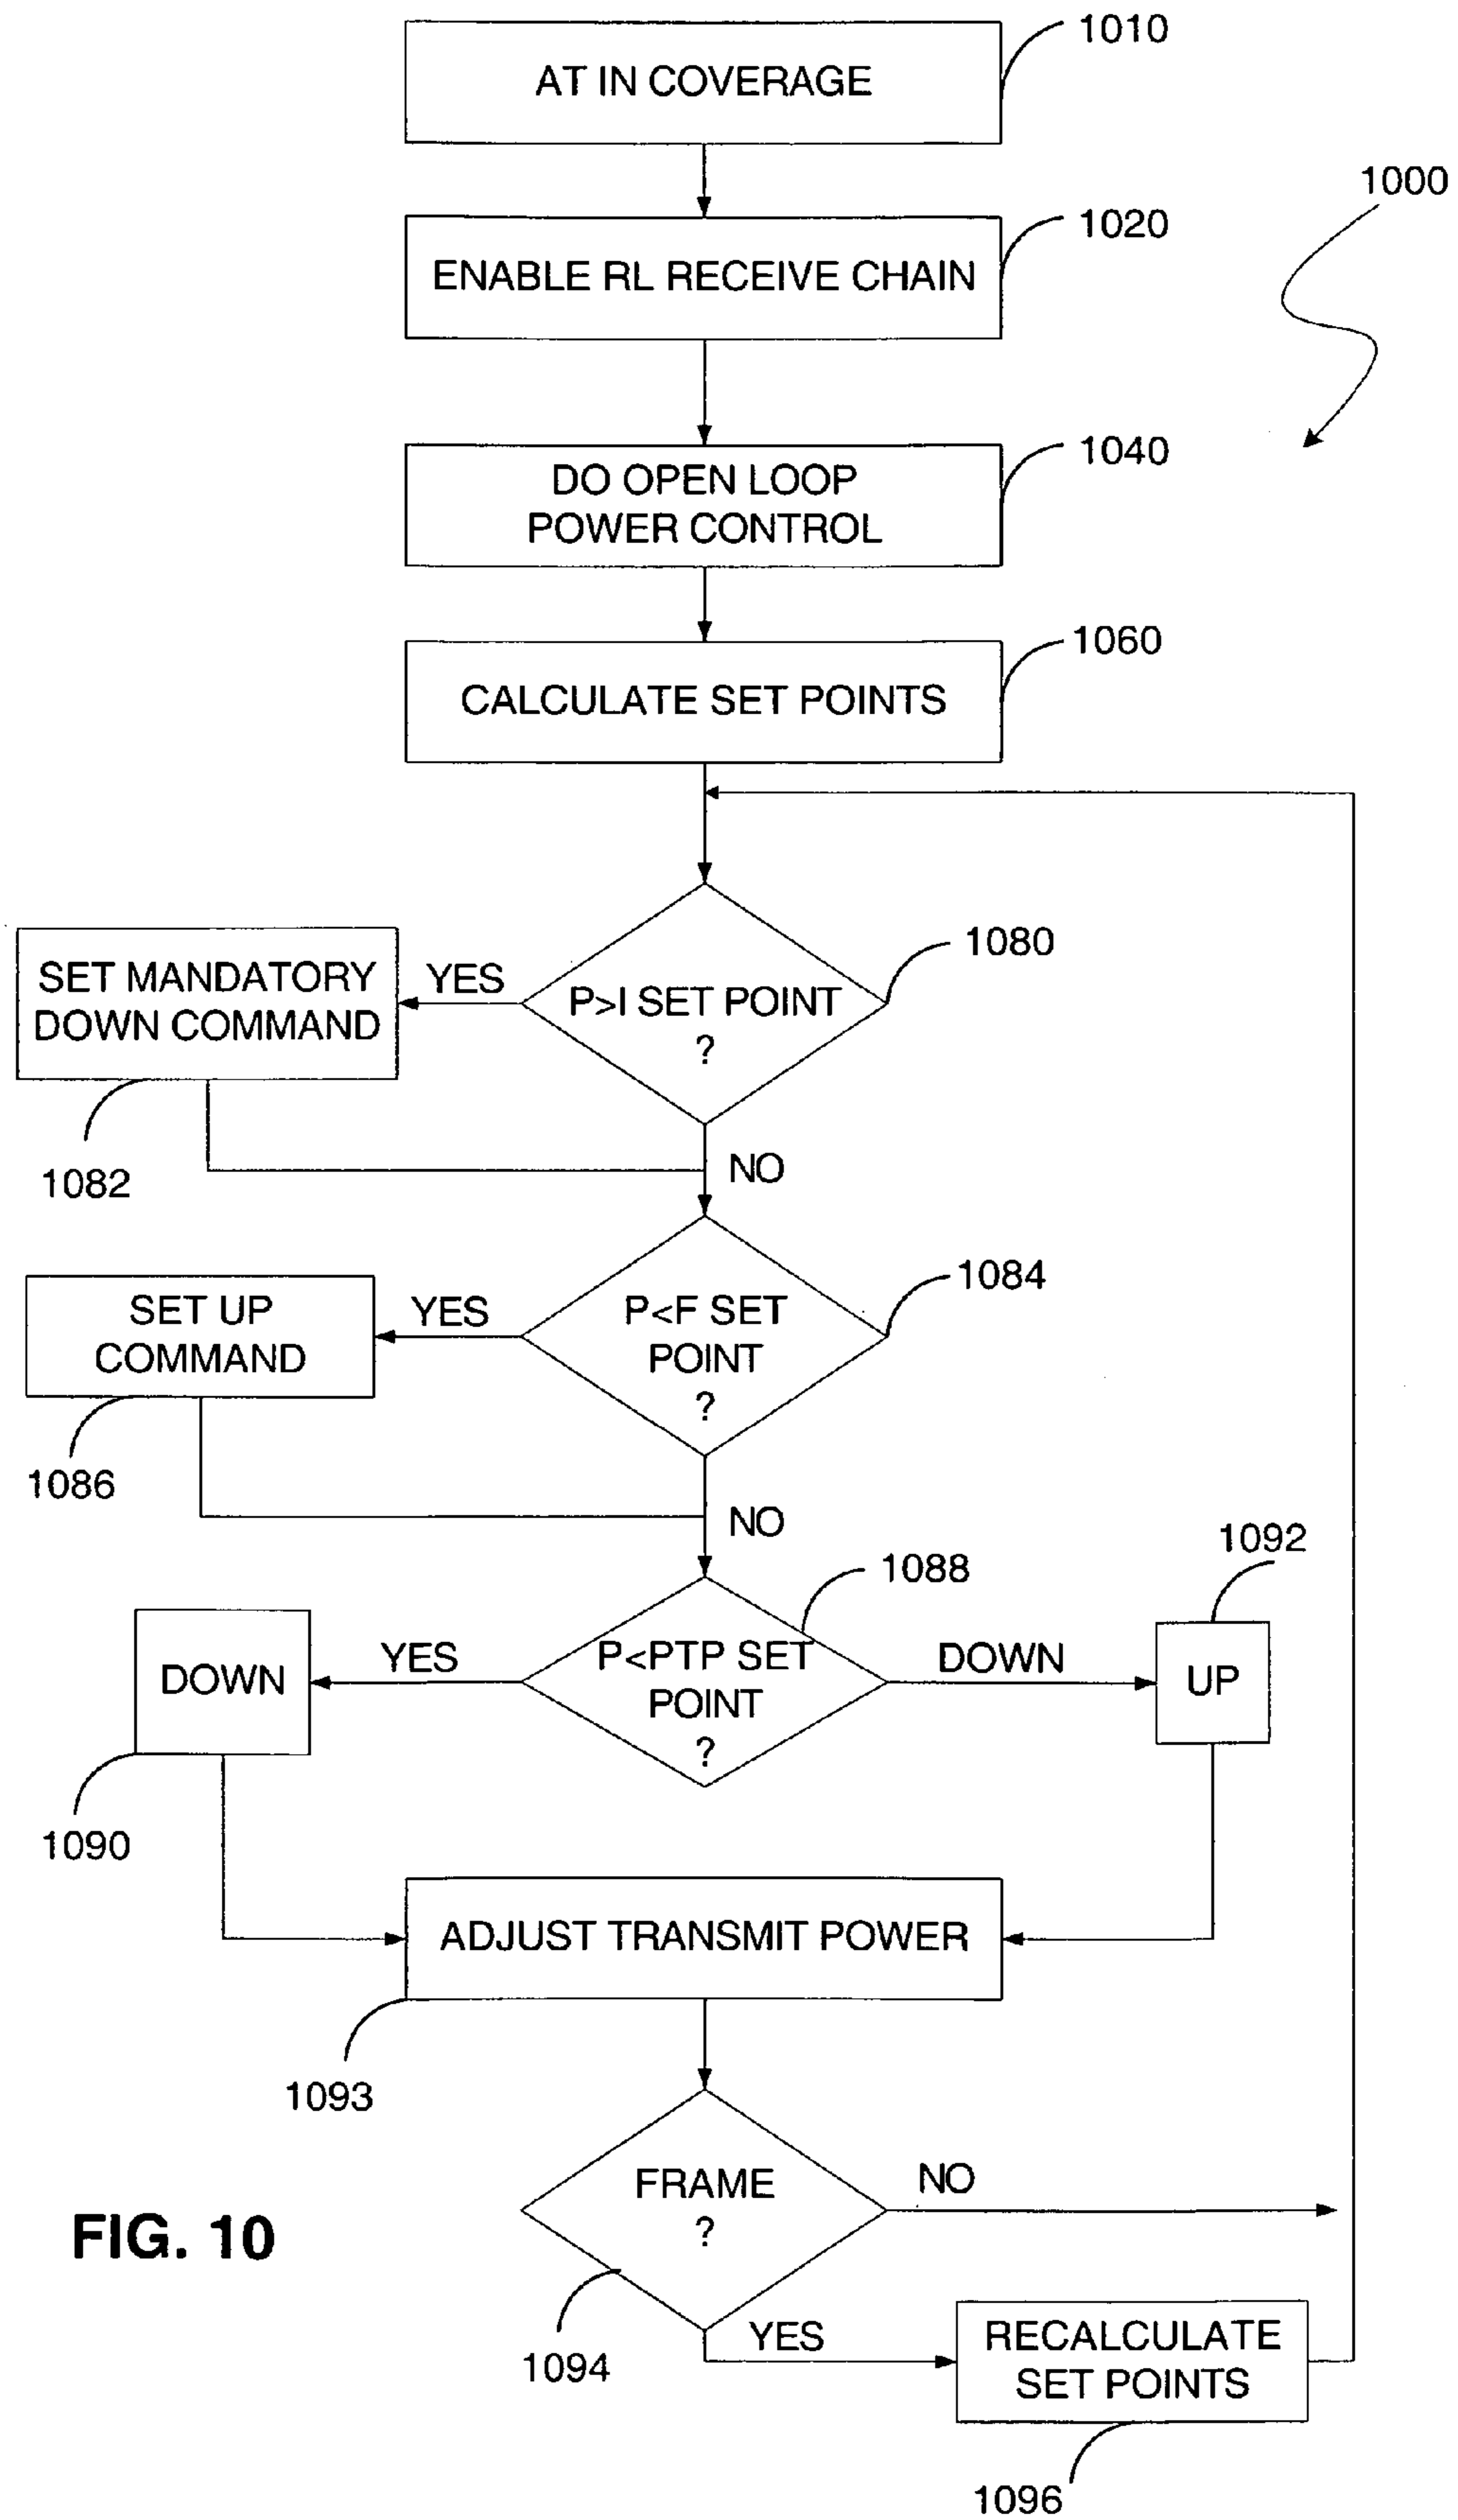 1010
AT IN COVERAGE
1000
1020
ENABLE RL RECEIVE CHAIN
1040
DO OPEN LOOP
POWER CONTROL
1060
CALCULATE SET POINTS
1080
SET MANDATORY
DOWN COMMAND
YES
P>I SET POINT
?
NO
1082
1084
SET UP
COMMAND
YES
P<F SET
POINT
?
1086
NO
1092
1088
DOWN
YES
P<PTP SET
POINT
?
DOWN
UP
1090
ADJUST TRANSMIT POWER
1093
FRAME
?
NO
FIG. 10
YES
1094
RECALCULATE
SET POINTS
1096